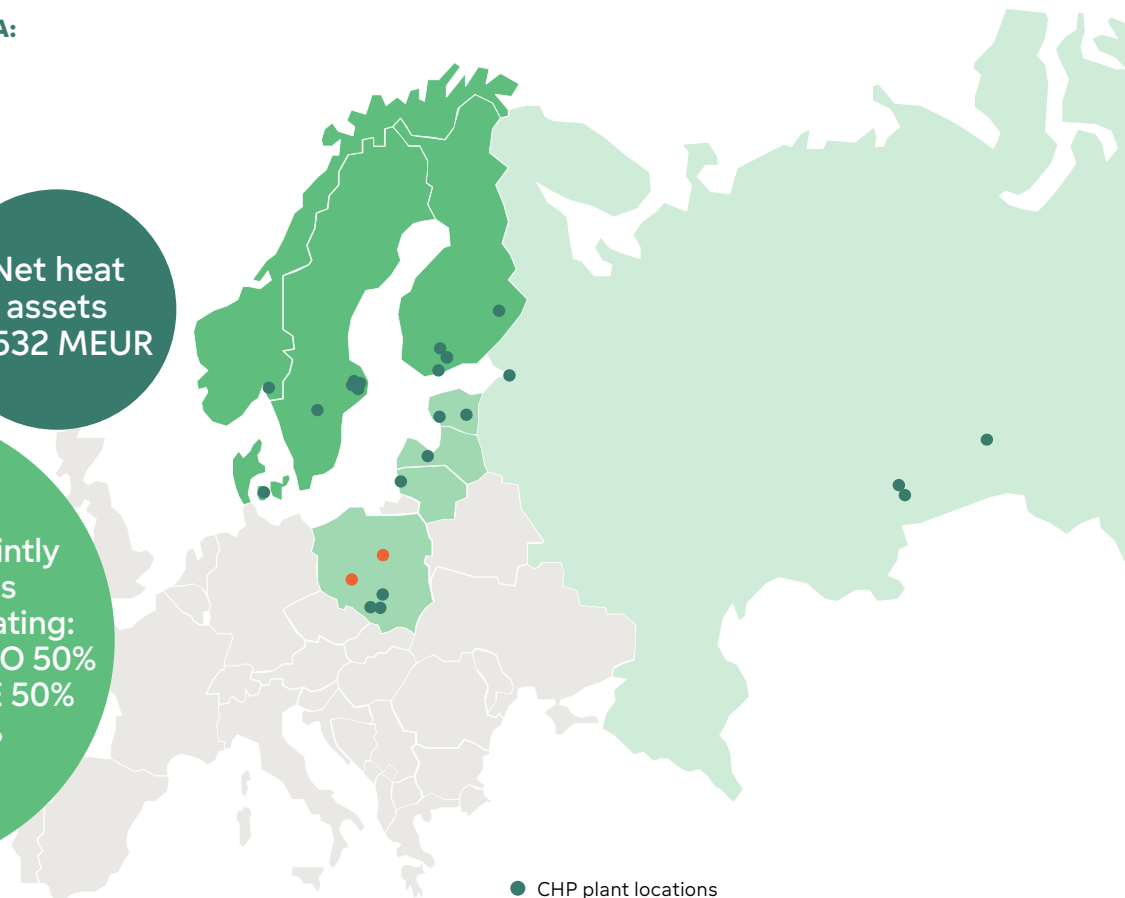 A:
Net heat
assets
532 MEUR
intly
s
ating:
O 50%
E 50%
CHP plant locations